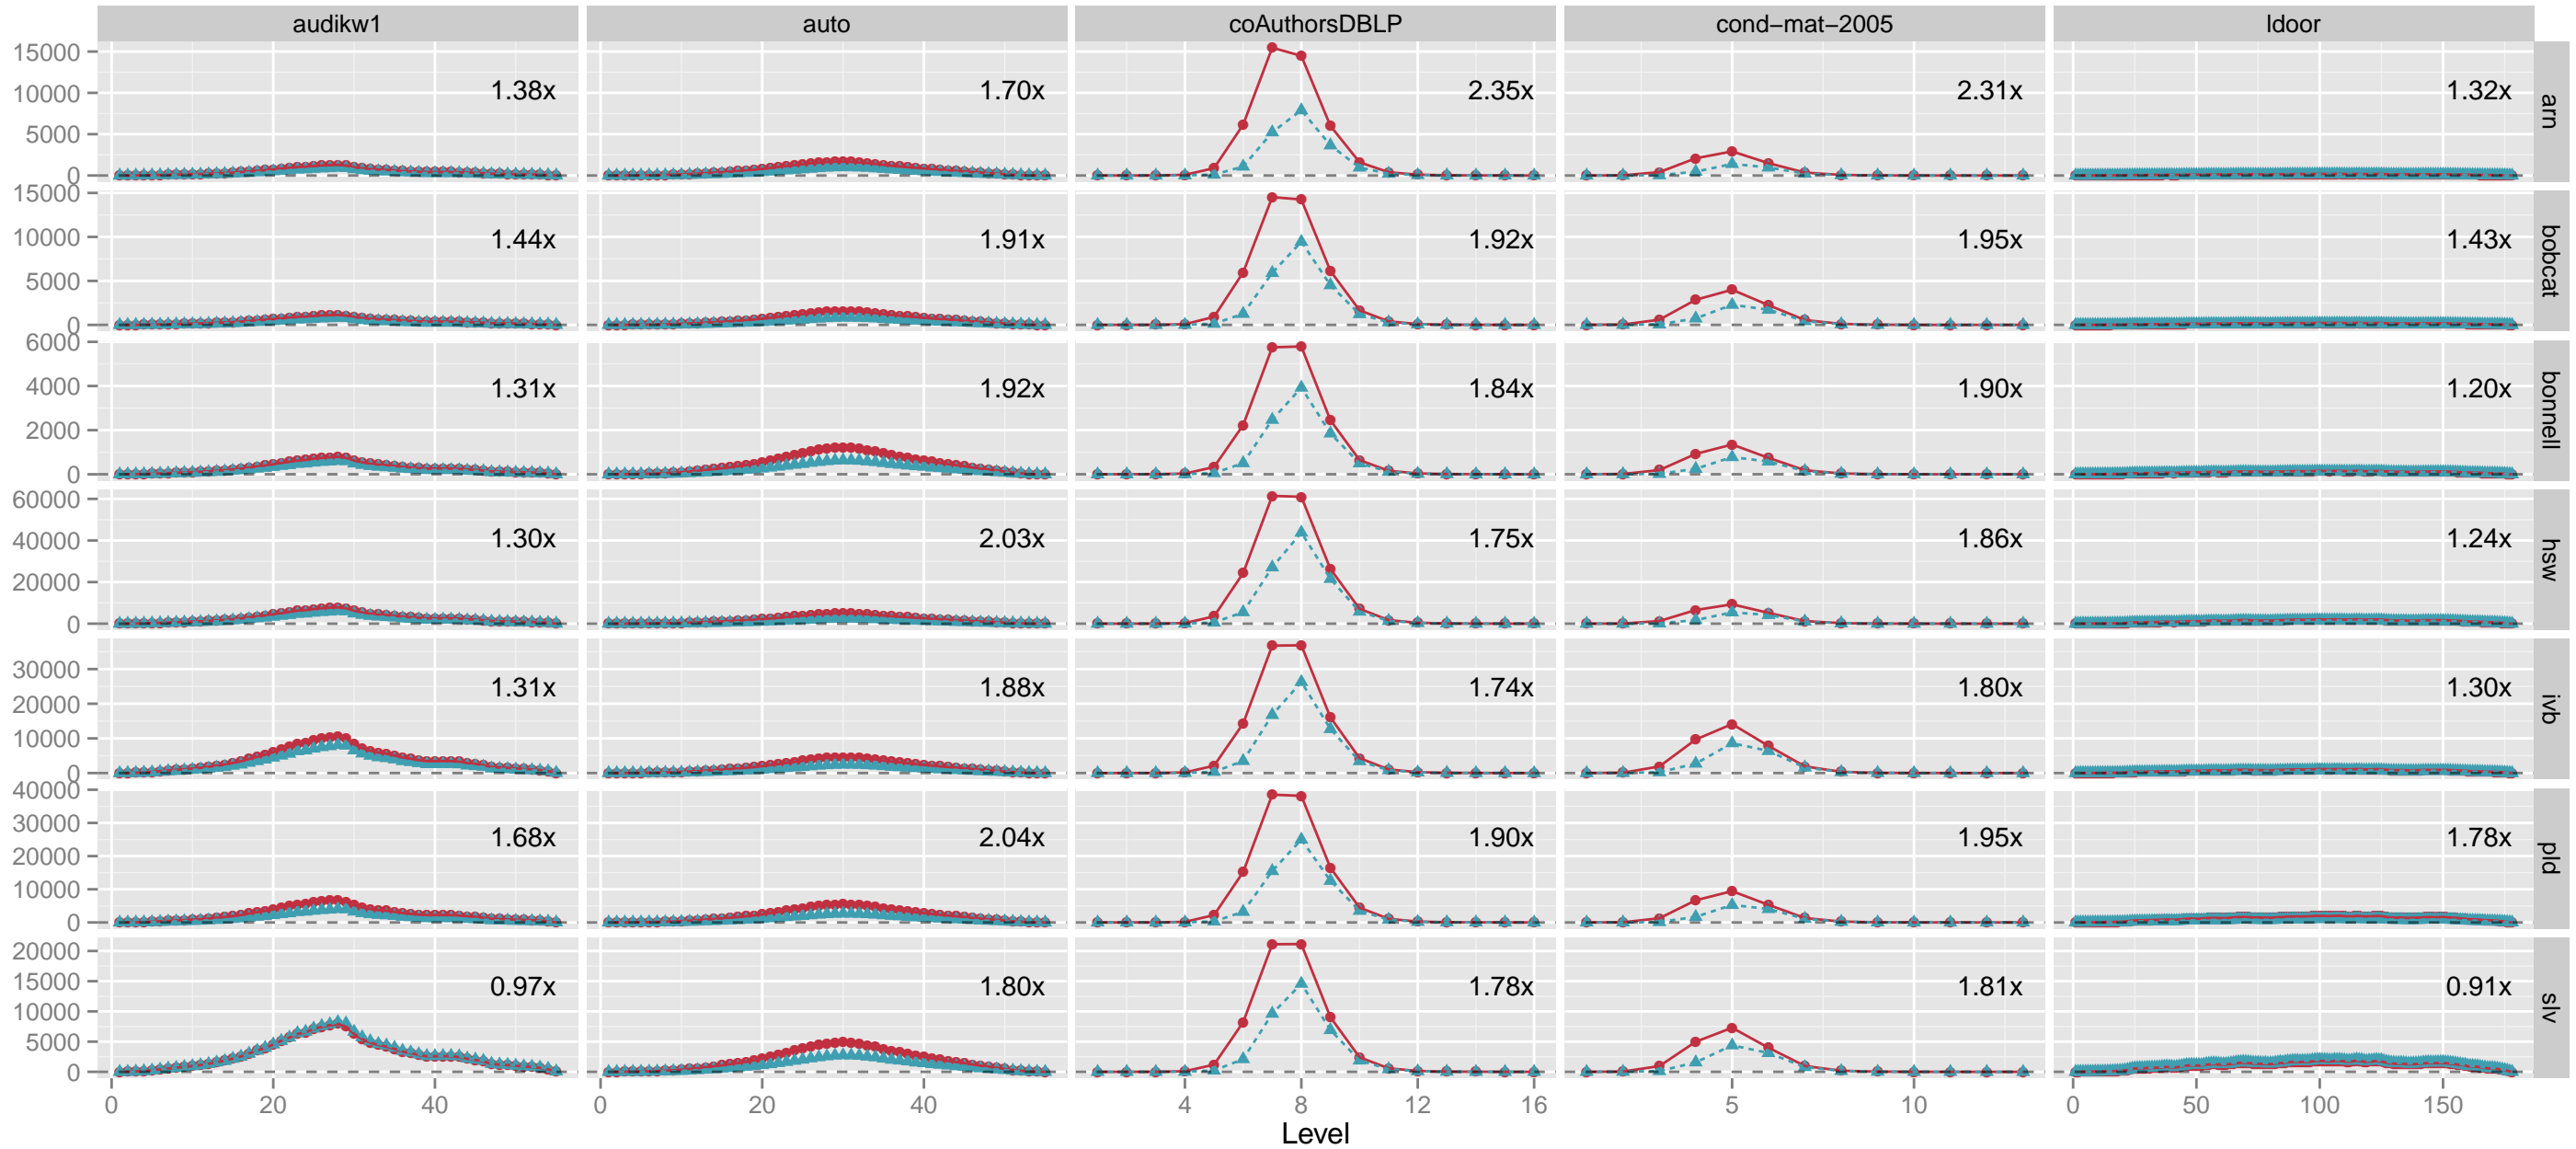 audikw1 auto coAuthorsDBLP cond−mat−2005 ldoor
15000
10000 1.38x 1.70x 2.35x 2.31x 1.32x arn
5000
0
15000
10000 1.44x 1.91x 1.92x 1.95x 1.43x bobcat
5000
0
6000
4000 1.31x 1.92x 1.84x 1.90x 1.20x bonnell
2000
0
60000
40000 1.30x 2.03x 1.75x 1.86x 1.24x hsw
20000
0
30000
20000 1.31x 1.88x 1.74x 1.80x 1.30x ivb
10000
0
40000
30000 1.68x 2.04x 1.90x 1.95x 1.78x pld
20000
10000
0
20000
15000 0.97x 1.80x 1.78x 1.81x 0.91x slv
10000
5000
0
0 20 40 0 20 40 4 8 12 16 5 10 0 50 100 150
Level